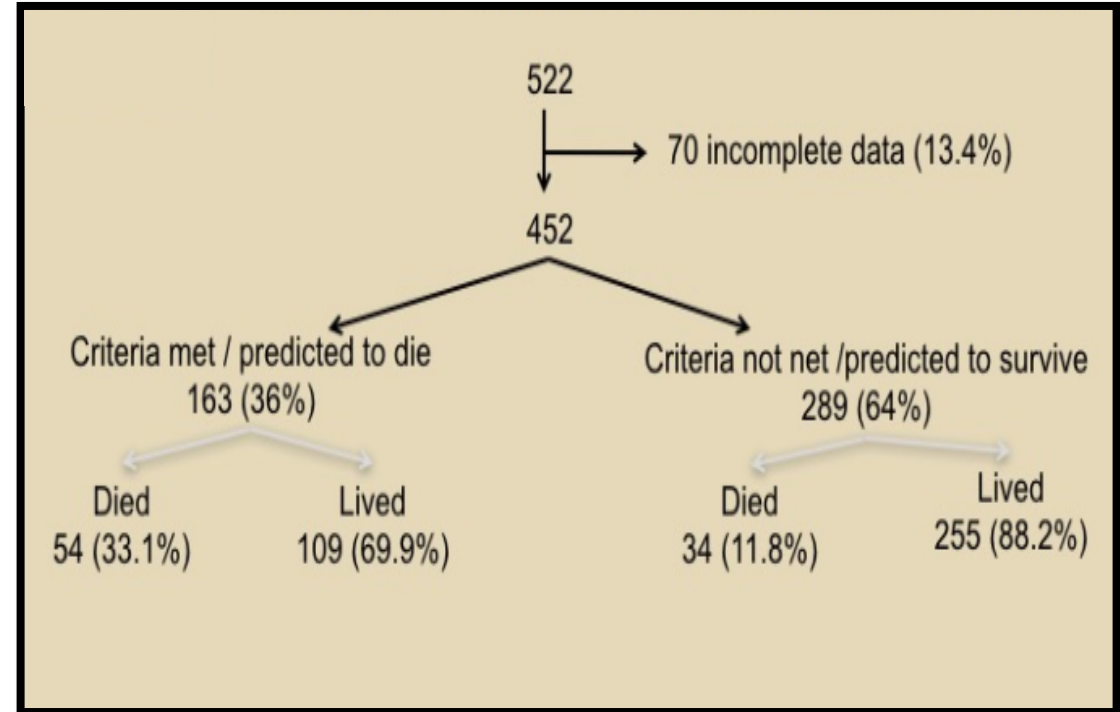 522
70 incomplete data (13.4%)
452
Criteria met / predicted to die
163 (36%)
Criteria not net /predicted to survive
289 (64%)
Died
54 (33.1%)
Lived
109 (69.9%)
Died
34 (11.8%)
Lived
255 (88.2%)